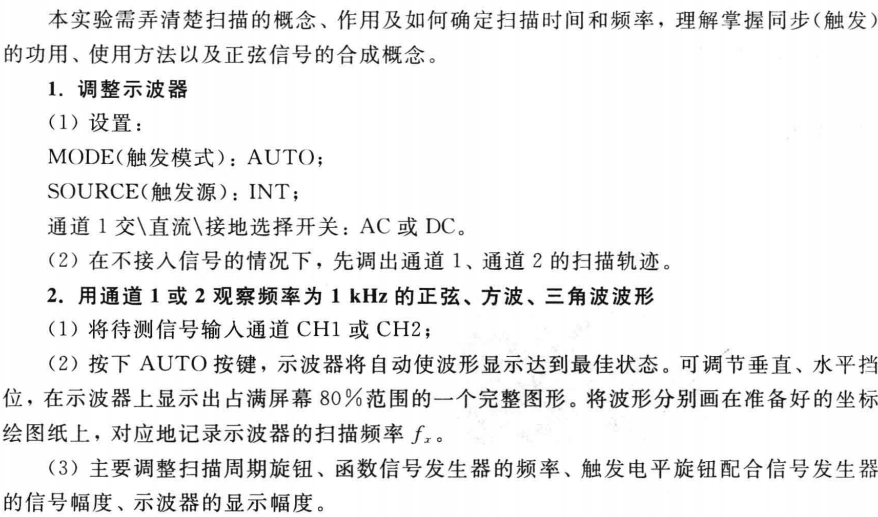 本实验需弄清楚扫描的概念、作用及如何确定扫描时间和频率，理解掌握同步(触发)
的功用、使用方法以及正弦信号的合成概念。
1. 调整示波器
（1）设置：
MODE(触发模式)：AUTO；
SOURCE(触发源)：INT；
通道 1 交\直流\接地选择开关：AC 或 DC。
（2）在不接入信号的情况下，先调出通道 1、通道 2 的扫描轨迹。
2. 用通道 1 或 2 观察频率为 1 kHz 的正弦、方波、三角波波形
（1）将待测信号输入通道 CH1 或 CH2；
（2）按下 AUTO 按键，示波器将自动使波形显示达到最佳状态。可调节垂直、水平挡
位，在示波器上显示出占满屏幕 80％范围的一个完整图形。将波形分别画在准备好的坐标
绘图纸上，对应地记录示波器的扫描频率 fₓ。
（3）主要调整扫描周期旋钮、函数信号发生器的频率、触发电平旋钮配合信号发生器
的信号幅度、示波器的显示幅度。